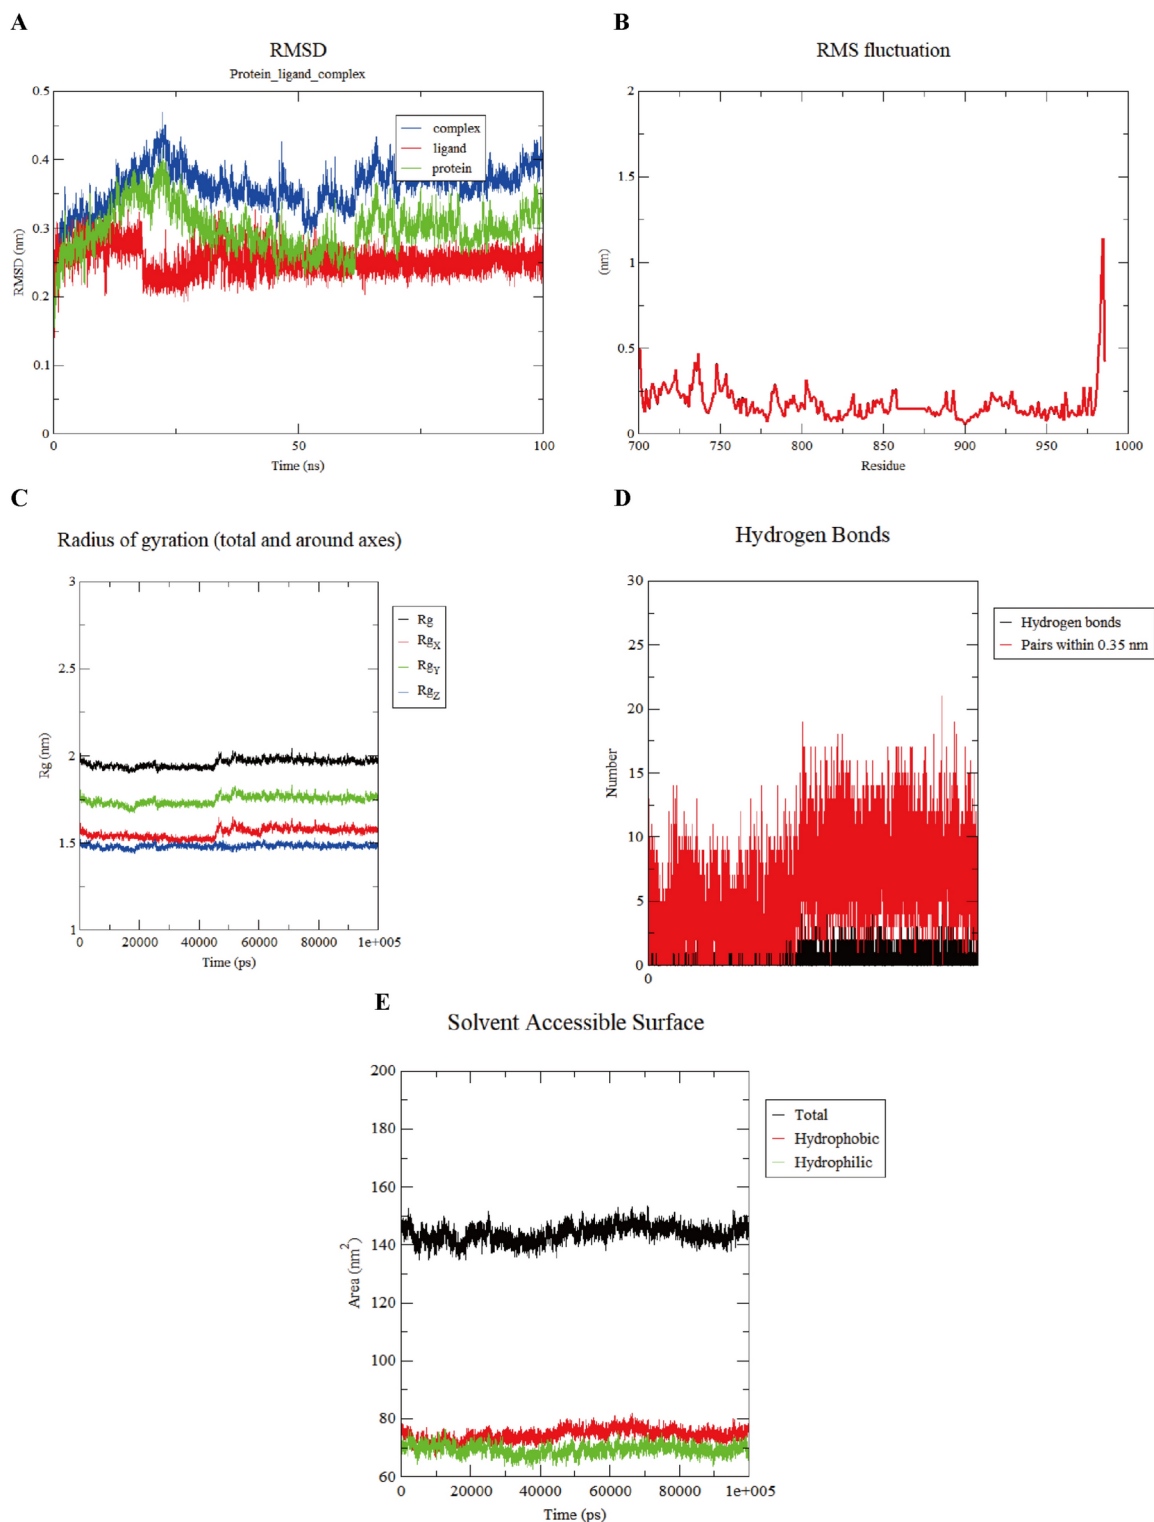 A
RMSD
Protein_ligand_complex
0.5
0.4
0.3
0.2
0.1
0
RMSD (nm)
complex
ligand
protein
0
50
100
Time (ns)
B
RMS fluctuation
2
1.5
1
0.5
0
(nm)
700
750
800
850
900
950
1000
Residue
C
Radius of gyration (total and around axes)
3
2.5
2
1.5
1
Rg (nm)
Rg
RgX
RgY
RgZ
0
20000
40000
60000
80000
1e+005
Time (ps)
D
Hydrogen Bonds
30
25
20
15
10
5
0
Number
Hydrogen bonds
Pairs within 0.35 nm
0
E
Solvent Accessible Surface
200
180
160
140
120
100
80
60
Area (nm2)
Total
Hydrophobic
Hydrophilic
0
20000
40000
60000
80000
1e+005
Time (ps)